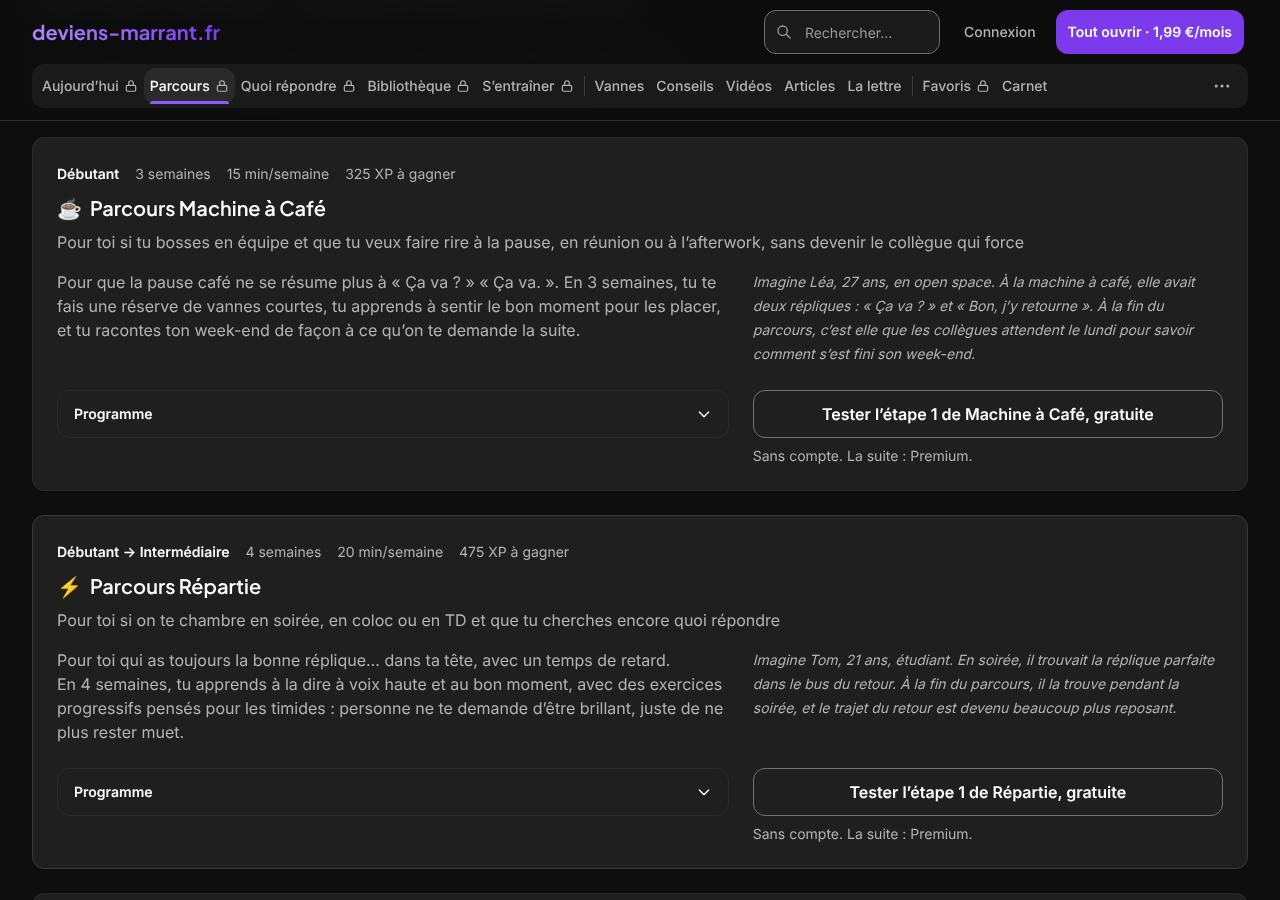 deviens-marrant.fr
Rechercher...
Connexion
Tout ouvrir · 1,99 €/mois
Aujourd’hui
Parcours
Quoi répondre
Bibliothèque
S’entraîner
Vannes
Conseils
Vidéos
Articles
La lettre
Favoris
Carnet
Débutant 3 semaines 15 min/semaine 325 XP à gagner
☕ Parcours Machine à Café
Pour toi si tu bosses en équipe et que tu veux faire rire à la pause, en réunion ou à l’afterwork, sans devenir le collègue qui force
Pour que la pause café ne se résume plus à « Ça va ? » « Ça va. ». En 3 semaines, tu te
fais une réserve de vannes courtes, tu apprends à sentir le bon moment pour les placer,
et tu racontes ton week-end de façon à ce qu’on te demande la suite.
Imagine Léa, 27 ans, en open space. À la machine à café, elle avait
deux répliques : « Ça va ? » et « Bon, j’y retourne ». À la fin du
parcours, c’est elle que les collègues attendent le lundi pour savoir
comment s’est fini son week-end.
Programme
Tester l’étape 1 de Machine à Café, gratuite
Sans compte. La suite : Premium.
Débutant → Intermédiaire 4 semaines 20 min/semaine 475 XP à gagner
⚡ Parcours Répartie
Pour toi si on te chambre en soirée, en coloc ou en TD et que tu cherches encore quoi répondre
Pour toi qui as toujours la bonne réplique... dans ta tête, avec un temps de retard.
En 4 semaines, tu apprends à la dire à voix haute et au bon moment, avec des exercices
progressifs pensés pour les timides : personne ne te demande d’être brillant, juste de ne
plus rester muet.
Imagine Tom, 21 ans, étudiant. En soirée, il trouvait la réplique parfaite
dans le bus du retour. À la fin du parcours, il la trouve pendant la
soirée, et le trajet du retour est devenu beaucoup plus reposant.
Programme
Tester l’étape 1 de Répartie, gratuite
Sans compte. La suite : Premium.